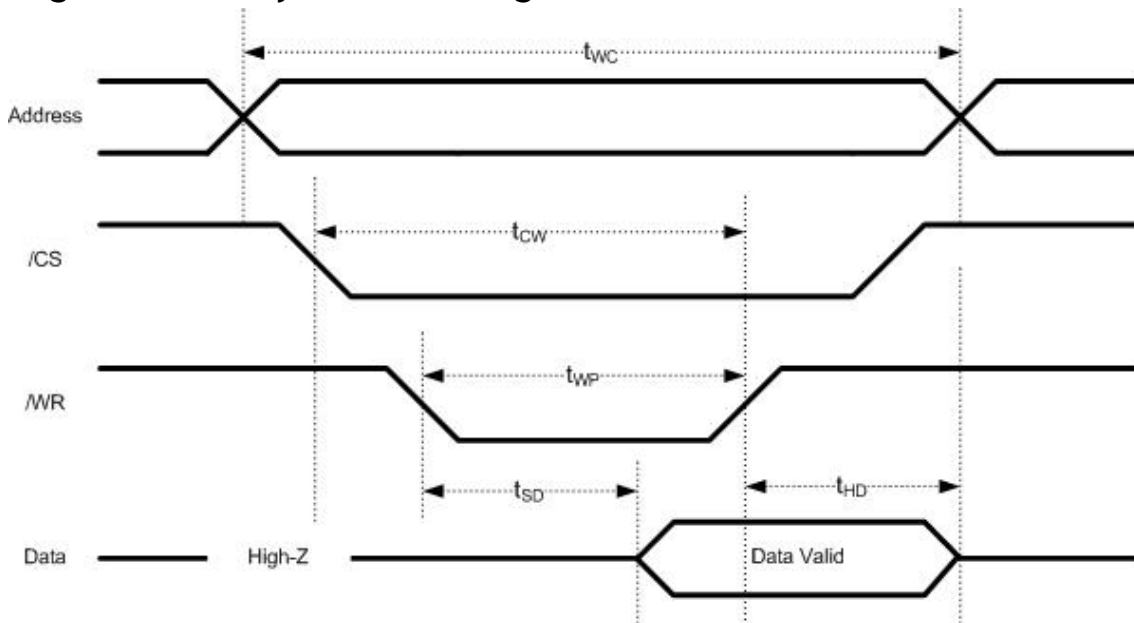 tWC
Address
tCW
/CS
tWP
/WR
tSD
tHD
Data
High-Z
Data Valid